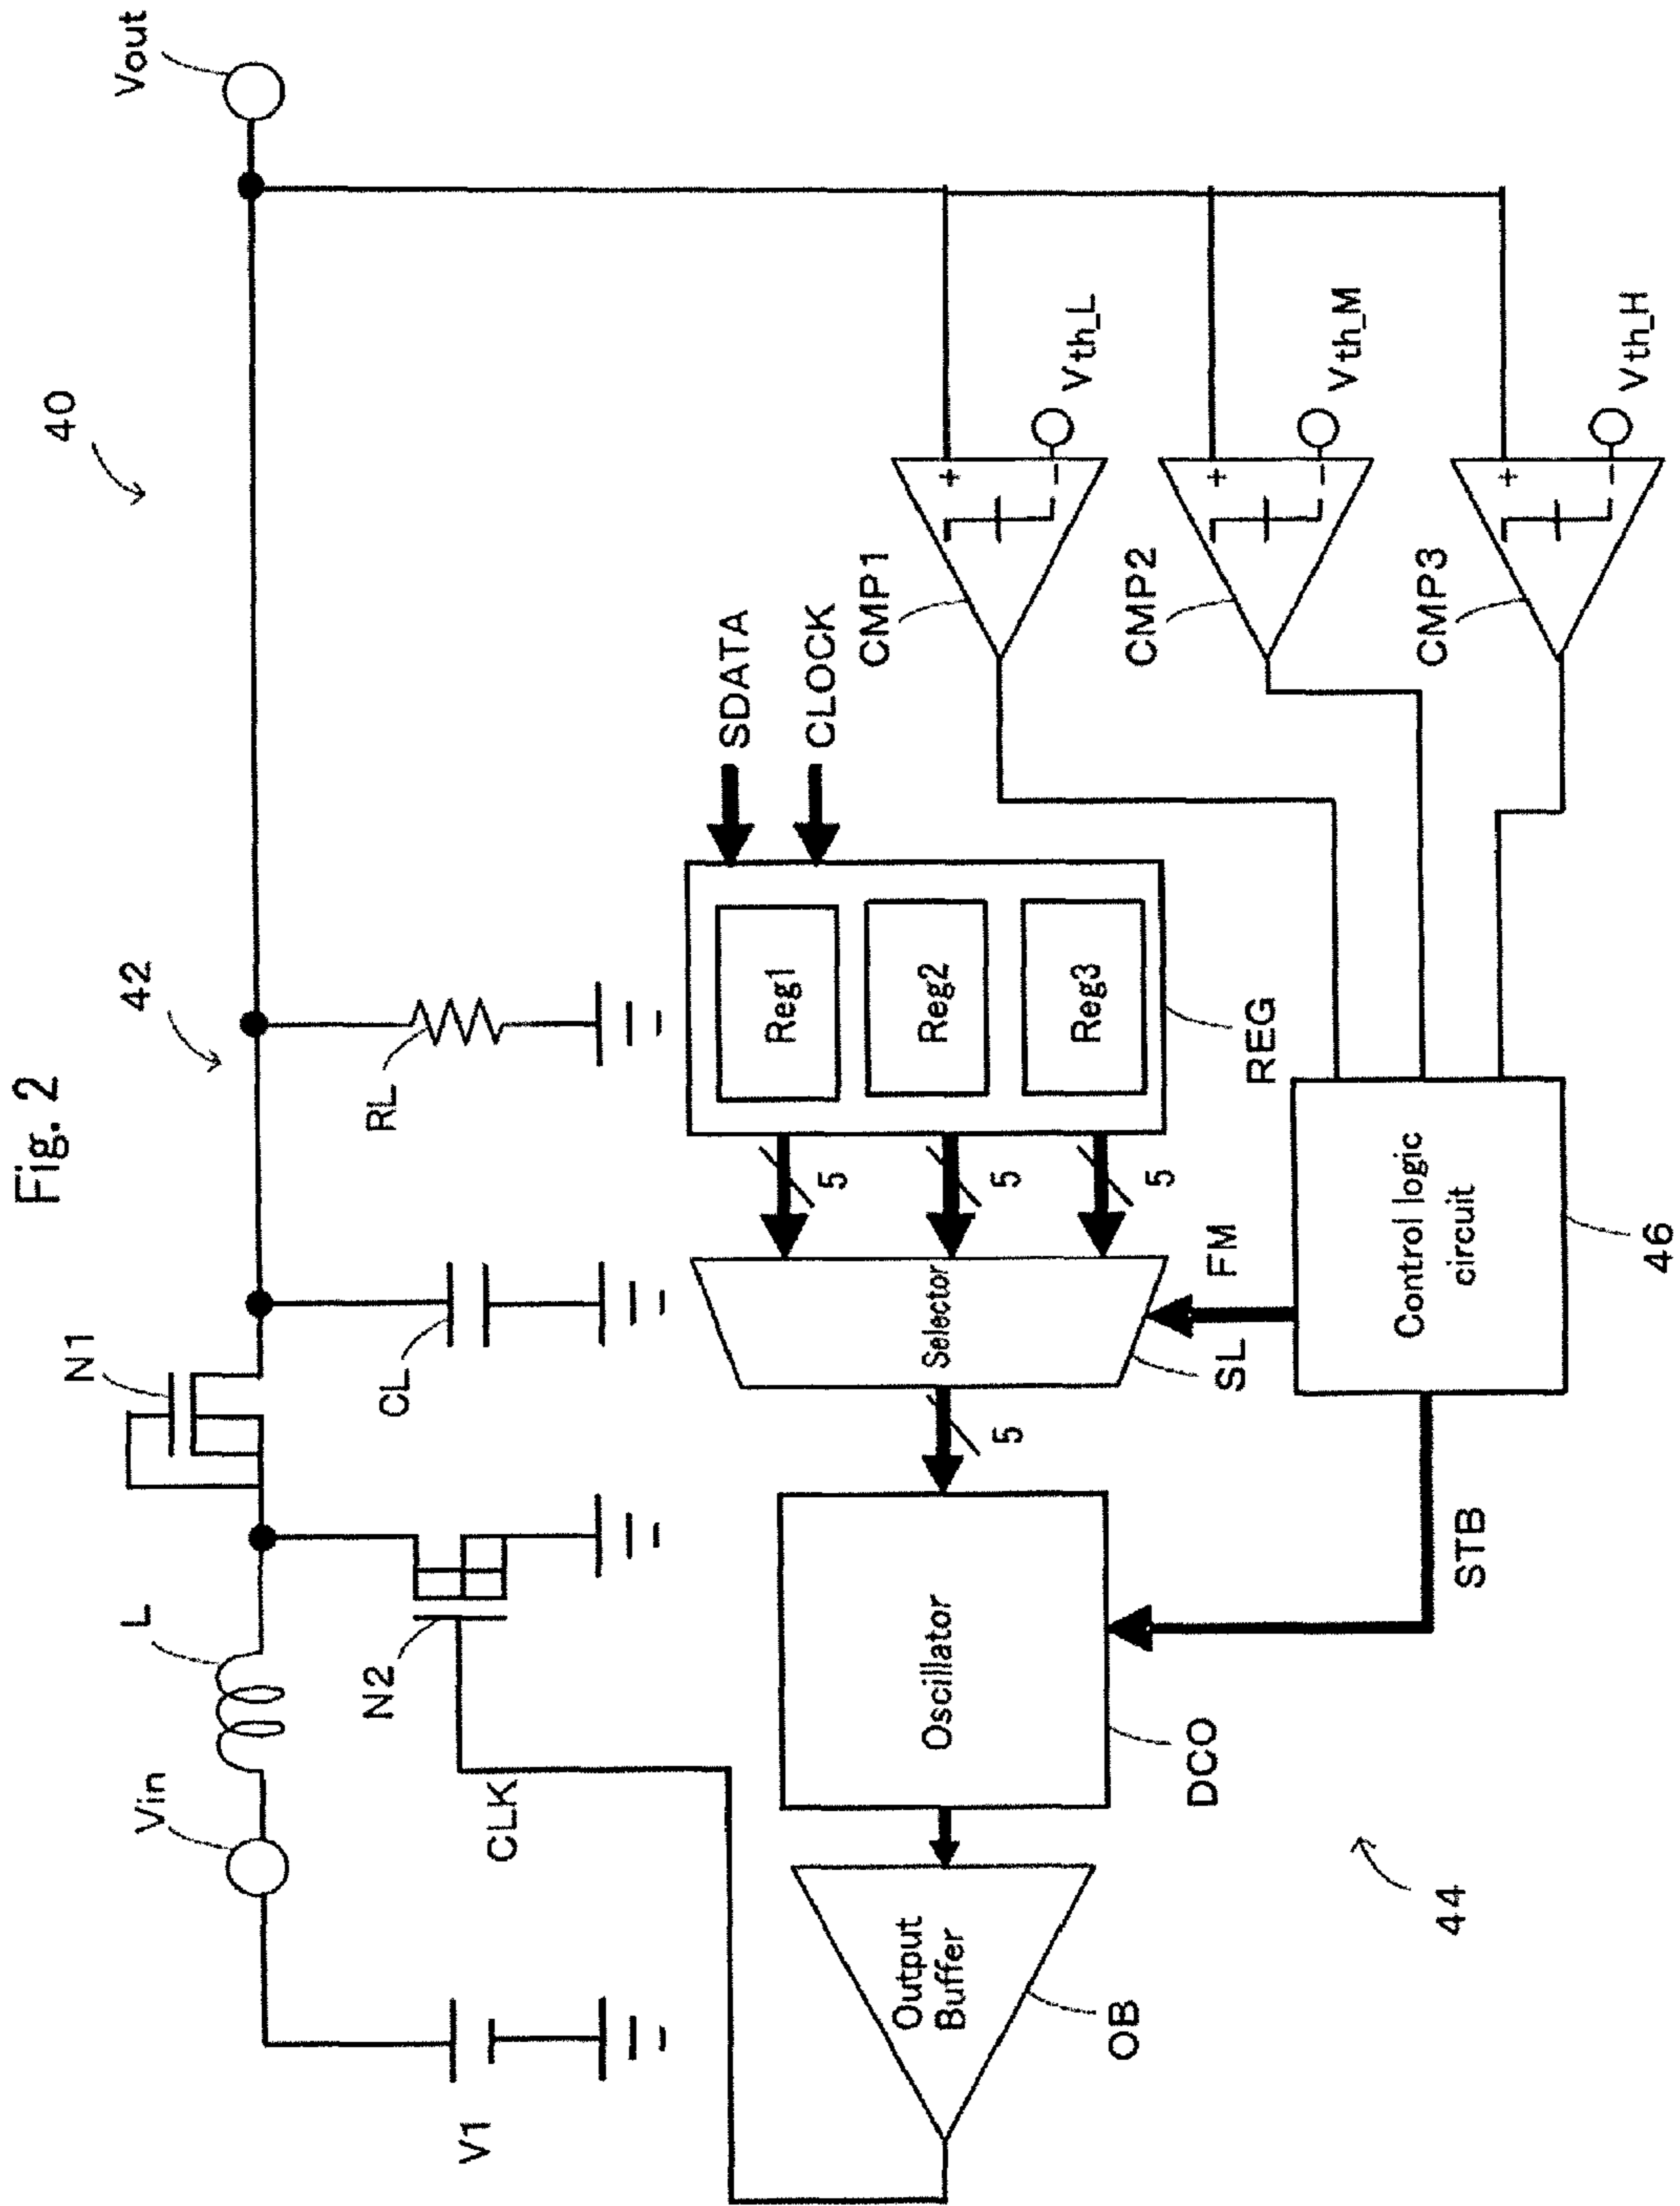 Fig. 2
40
42
Vin
L
N1
Vout
V1
N2
CL
RL
CLK
SDATA
CLOCK
Output
Buffer
Oscillator
Selector
Reg1
Reg2
Reg3
5
5
5
5
OB
DCO
SL
FM
REG
STB
Control logic
circuit
46
44
CMP1
+
-
Vth_L
CMP2
+
-
Vth_M
CMP3
+
-
Vth_H